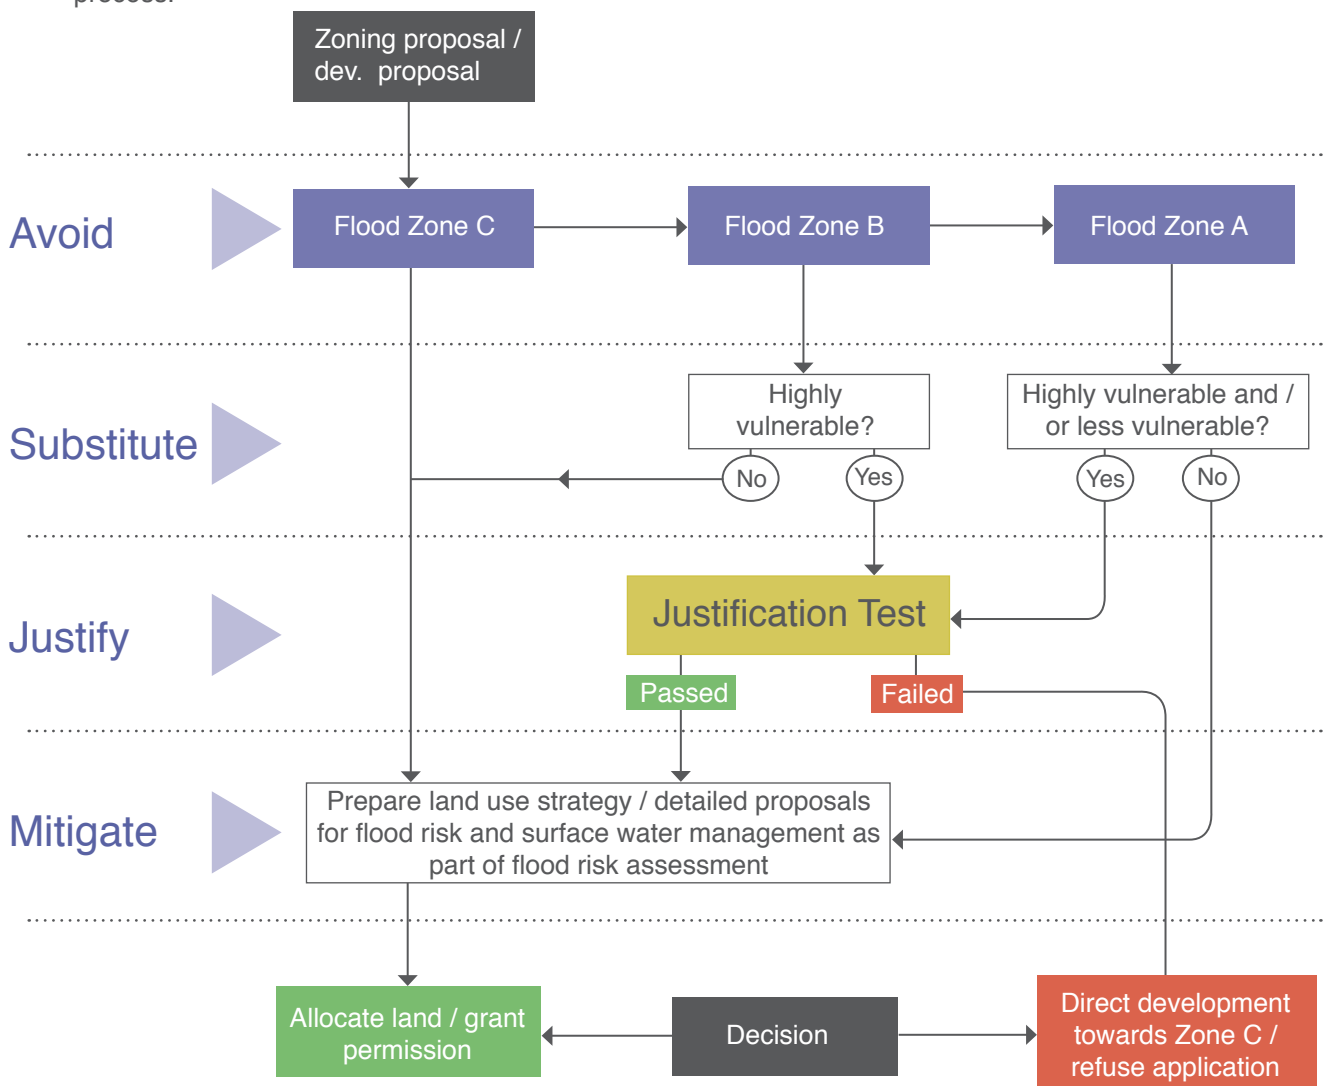 process.
Zoning proposal /
dev. proposal
Avoid
Flood Zone C
Flood Zone B
Flood Zone A
Substitute
Highly
vulnerable?
Highly vulnerable and /
or less vulnerable?
No
Yes
Yes
No
Justify
Justification Test
Passed
Failed
Mitigate
Prepare land use strategy / detailed proposals
for flood risk and surface water management as
part of flood risk assessment
Allocate land / grant
permission
Decision
Direct development
towards Zone C /
refuse application